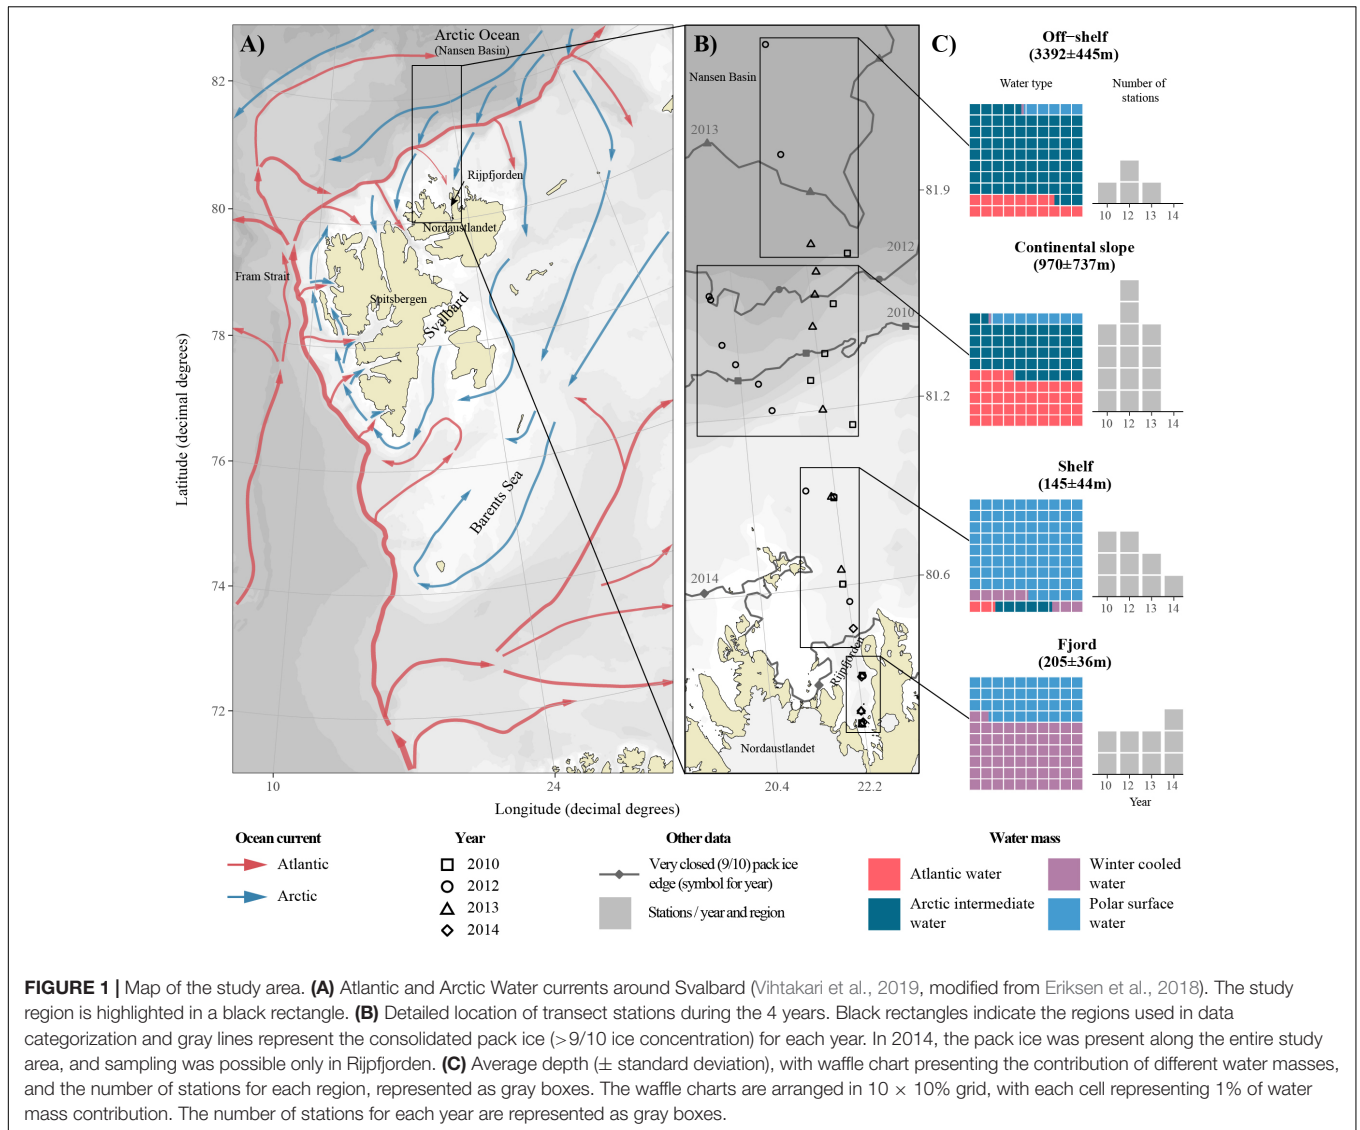 A)
Arctic Ocean
(Nansen Basin)
82
80
78
76
74
72
Latitude (decimal degrees)
Rijpfjorden
Nordaustlandet
Fram Strait
Spitsbergen
Svalbard
Barents Sea
10
24
Longitude (decimal degrees)
B)
Nansen Basin
2013
2012
2010
2014
81.9
81.2
80.6
Rijpfjorden
Nordaustlandet
20.4
22.2
C)
Off–shelf
(3392±445m)
Water type
Number of
stations
10 12 13 14
Continental slope
(970±737m)
10 12 13 14
Shelf
(145±44m)
10 12 13 14
Fjord
(205±36m)
10 12 13 14
Year
Ocean current
Atlantic
Arctic
Year
2010
2012
2013
2014
Other data
Very closed (9/10) pack ice
edge (symbol for year)
Stations / year and region
Water mass
Atlantic water
Arctic intermediate
water
Winter cooled
water
Polar surface
water
FIGURE 1 | Map of the study area. (A) Atlantic and Arctic Water currents around Svalbard (Vihtakari et al., 2019, modified from Eriksen et al., 2018). The study
region is highlighted in a black rectangle. (B) Detailed location of transect stations during the 4 years. Black rectangles indicate the regions used in data
categorization and gray lines represent the consolidated pack ice (>9/10 ice concentration) for each year. In 2014, the pack ice was present along the entire study
area, and sampling was possible only in Rijpfjorden. (C) Average depth (± standard deviation), with waffle chart presenting the contribution of different water masses,
and the number of stations for each region, represented as gray boxes. The waffle charts are arranged in 10 × 10% grid, with each cell representing 1% of water
mass contribution. The number of stations for each year are represented as gray boxes.